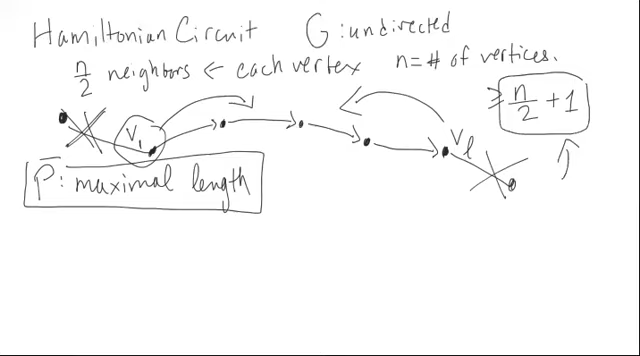 Hamiltonian Circuit G: undirected
n/2 neighbors ← each vertex n = # of vertices.
≥ n/2 + 1
V₁
Vℓ
P: maximal length